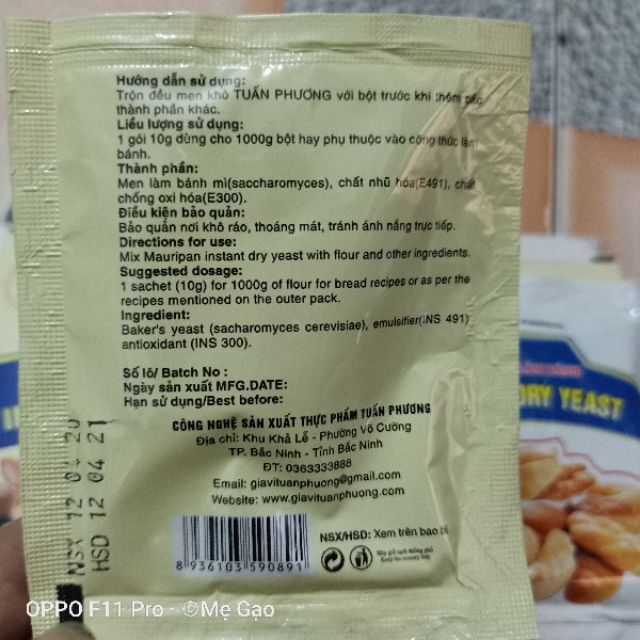 Hướng dẫn sử dụng:
Trộn đều men khô TUẤN PHƯƠNG với bột trước khi thêm các
thành phần khác.
Liều lượng sử dụng:
1 gói 10g dùng cho 1000g bột hay phụ thuộc vào công thức làm
bánh.
Thành phần:
Men làm bánh mì(saccharomyces), chất nhũ hóa(E491), chất
chống oxi hóa(E300).
Điều kiện bảo quản:
Bảo quản nơi khô ráo, thoáng mát, tránh ánh nắng trực tiếp.
Directions for use:
Mix Mauripan instant dry yeast with flour and other ingredients.
Suggested dosage:
1 sachet (10g) for 1000g of flour for bread recipes or as per the
recipes mentioned on the outer pack.
Ingredient:
Baker's yeast (sacharomyces cerevisiae), emulsifier(INS 491)
antioxidant (INS 300).
Số lô/ Batch No :
Ngày sản xuất MFG.DATE:
Hạn sử dụng/Best before:
CÔNG NGHỆ SẢN XUẤT THỰC PHẨM TUẤN PHƯƠNG
Địa chỉ: Khu Khả Lễ - Phường Võ Cường
TP. Bắc Ninh - Tỉnh Bắc Ninh
ĐT: 0363333888
Email: giavituanphuong@gmail.com
Website: www.giavituanphuong.com
NSX/HSD: Xem trên bao bì
8 936103 590891
NSX 12 04 20
HSD 12 04 21
DRY YEAST
OPPO F11 Pro - ©Mẹ Gạo